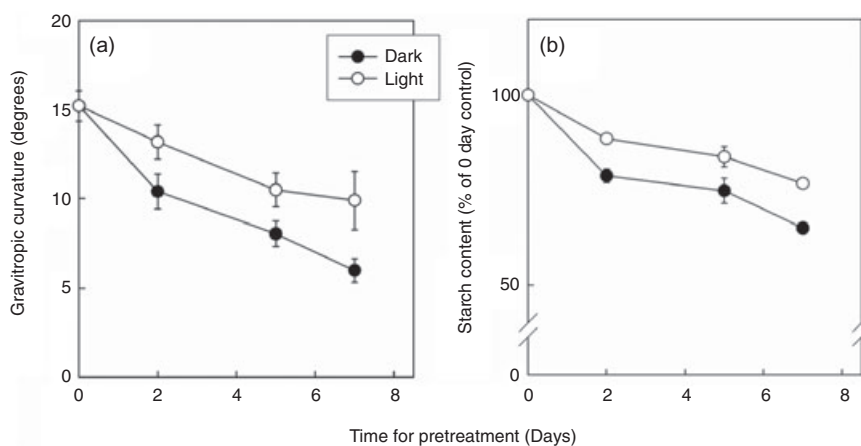 (a)
Dark
Light
20
15
10
5
0
0 2 4 6 8
Gravitropic curvature (degrees)
(b)
100
50
0
0 2 4 6 8
Starch content (% of 0 day control)
Time for pretreatment (Days)